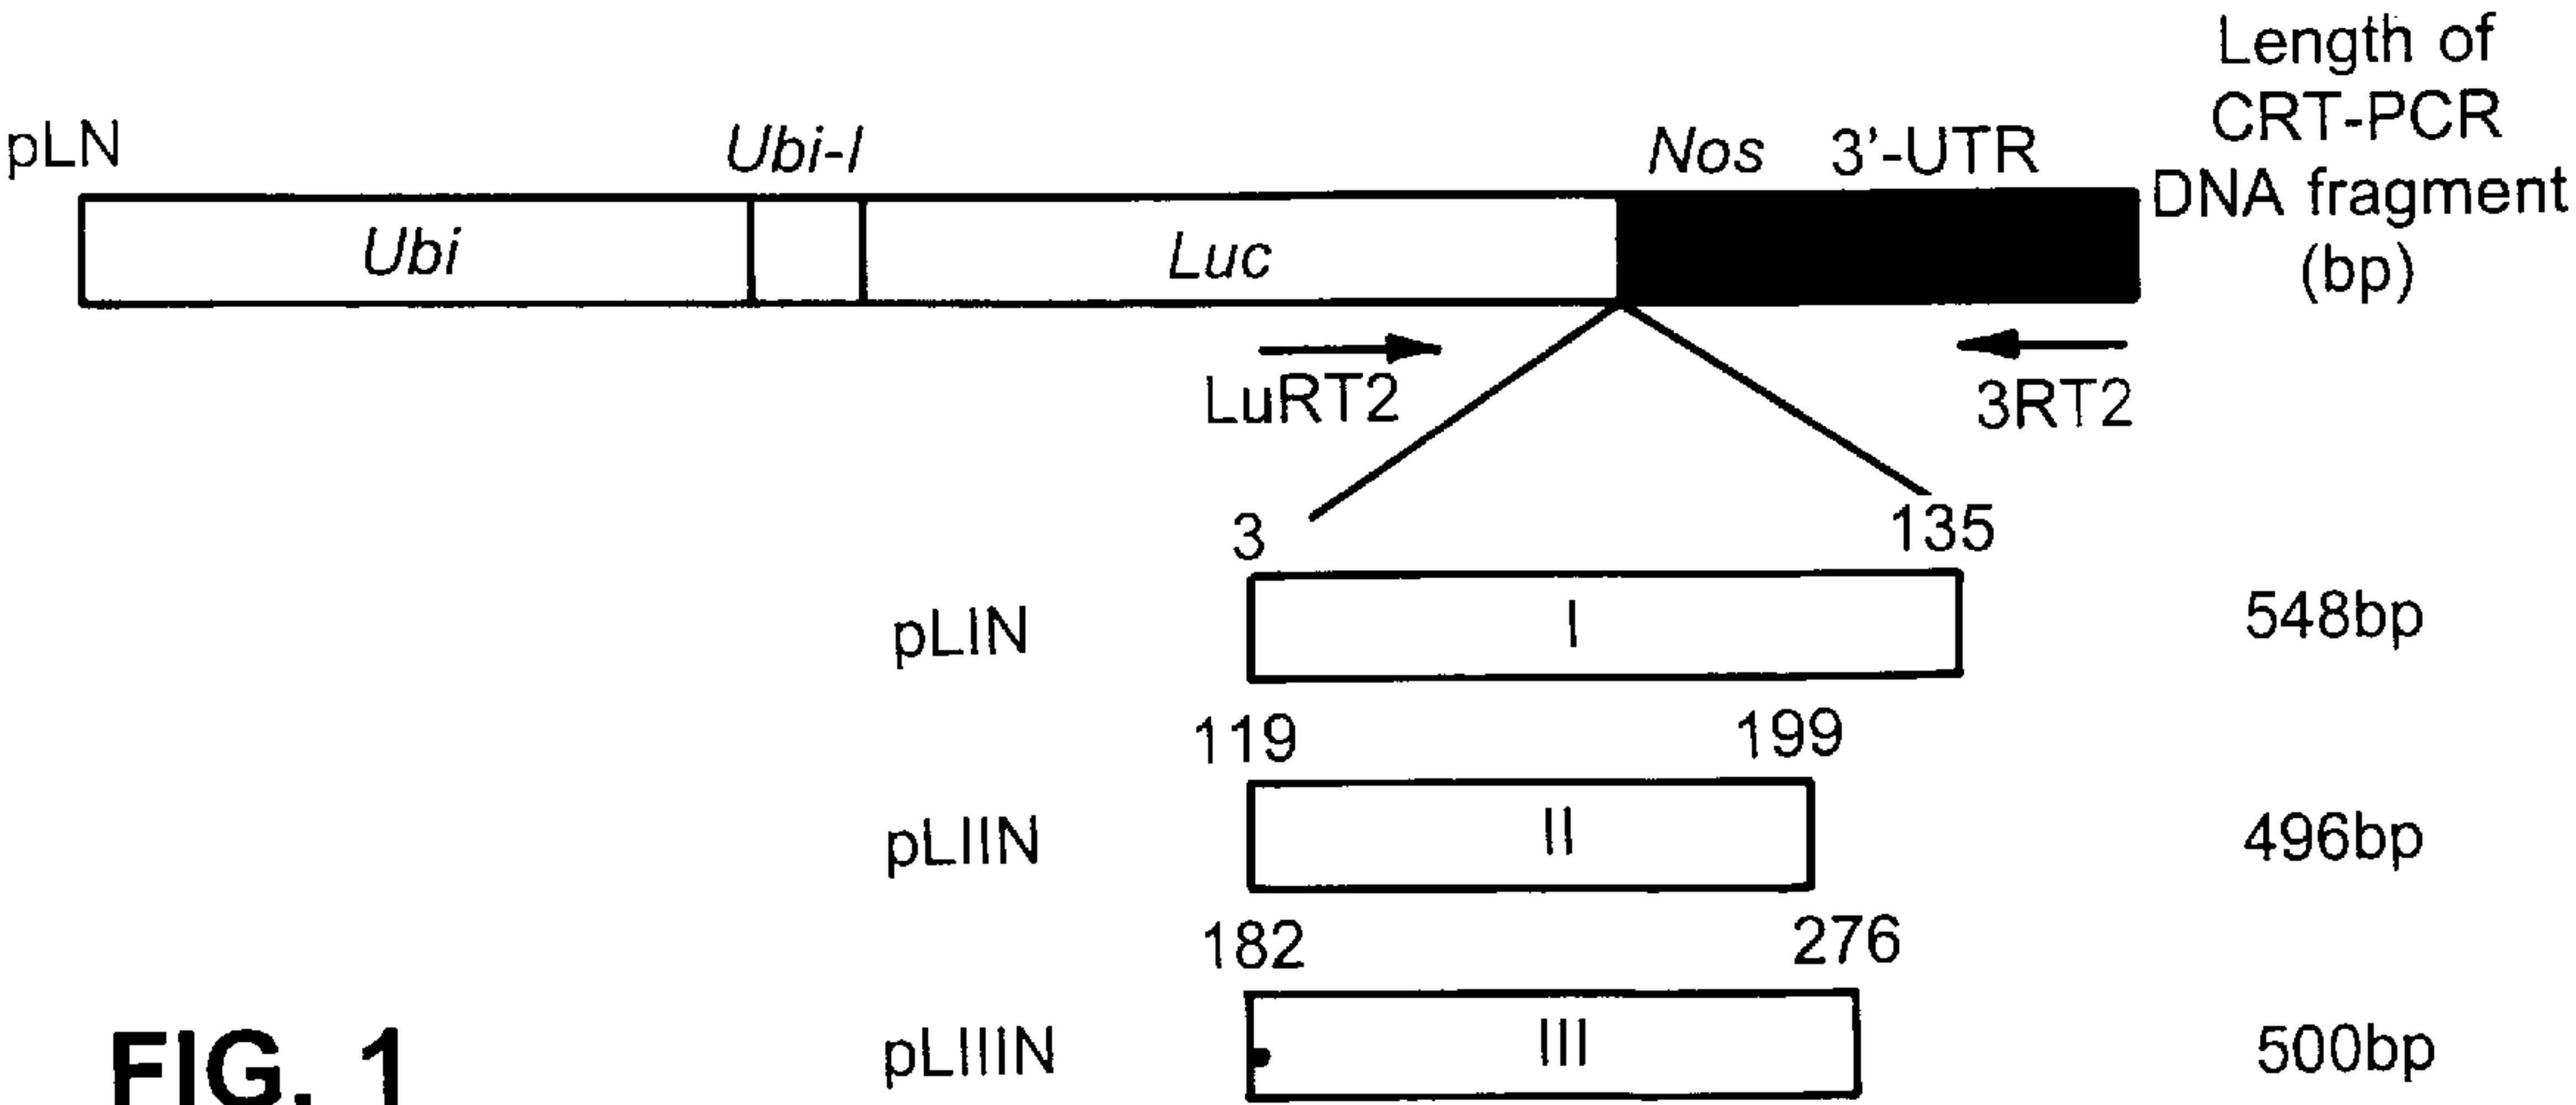 Length of
CRT-PCR
DNA fragment
(bp)
pLN
Ubi-I
Nos 3'-UTR
Ubi
Luc
LuRT2
3RT2
3
135
pLIN
I
548bp
119
199
pLIIN
II
496bp
182
276
pLIIIN
III
500bp
FIG. 1